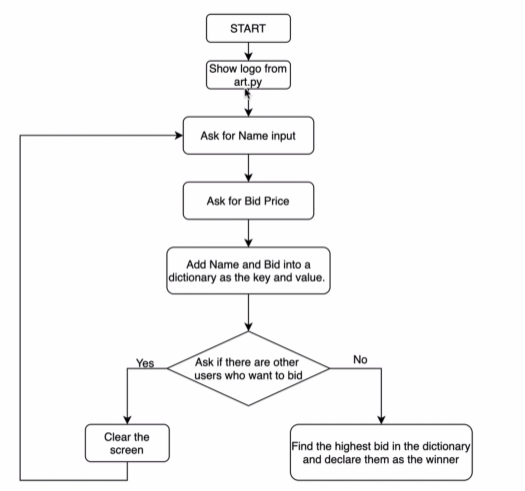 START
Show logo from
art.py
Ask for Name input
Ask for Bid Price
Add Name and Bid into a
dictionary as the key and value.
Ask if there are other
users who want to bid
Yes
No
Clear the
screen
Find the highest bid in the dictionary
and declare them as the winner